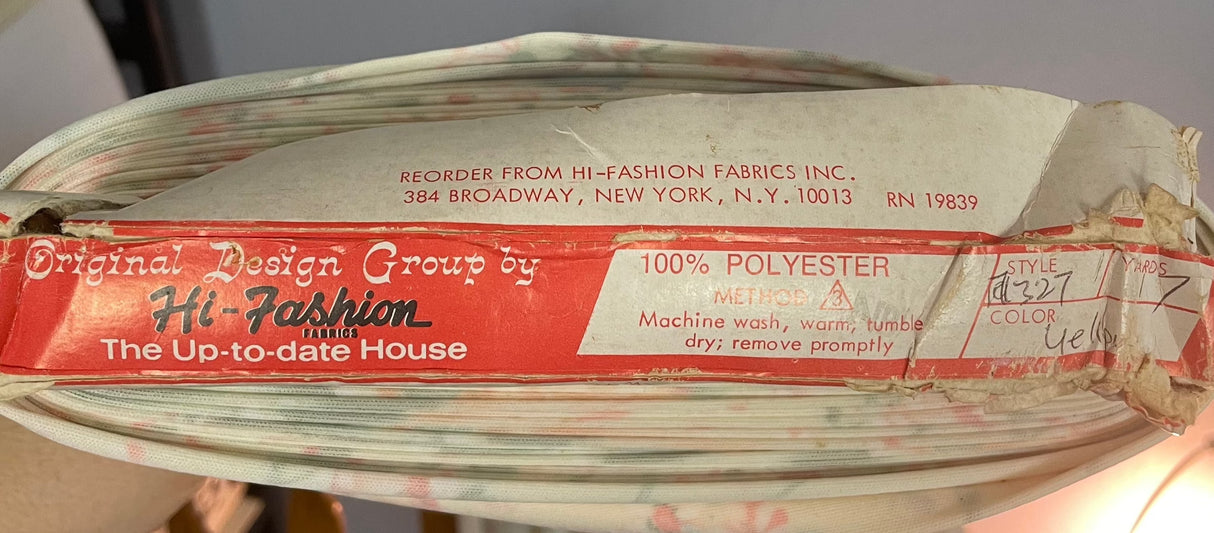 REORDER FROM HI-FASHION FABRICS INC.
384 BROADWAY, NEW YORK, N.Y. 10013 RN 19839
Original Design Group by
Hi-Fashion
FABRICS
The Up-to-date House
100% POLYESTER
METHOD 3
Machine wash, warm; tumble
dry; remove promptly
STYLE
327
YARDS
7
COLOR